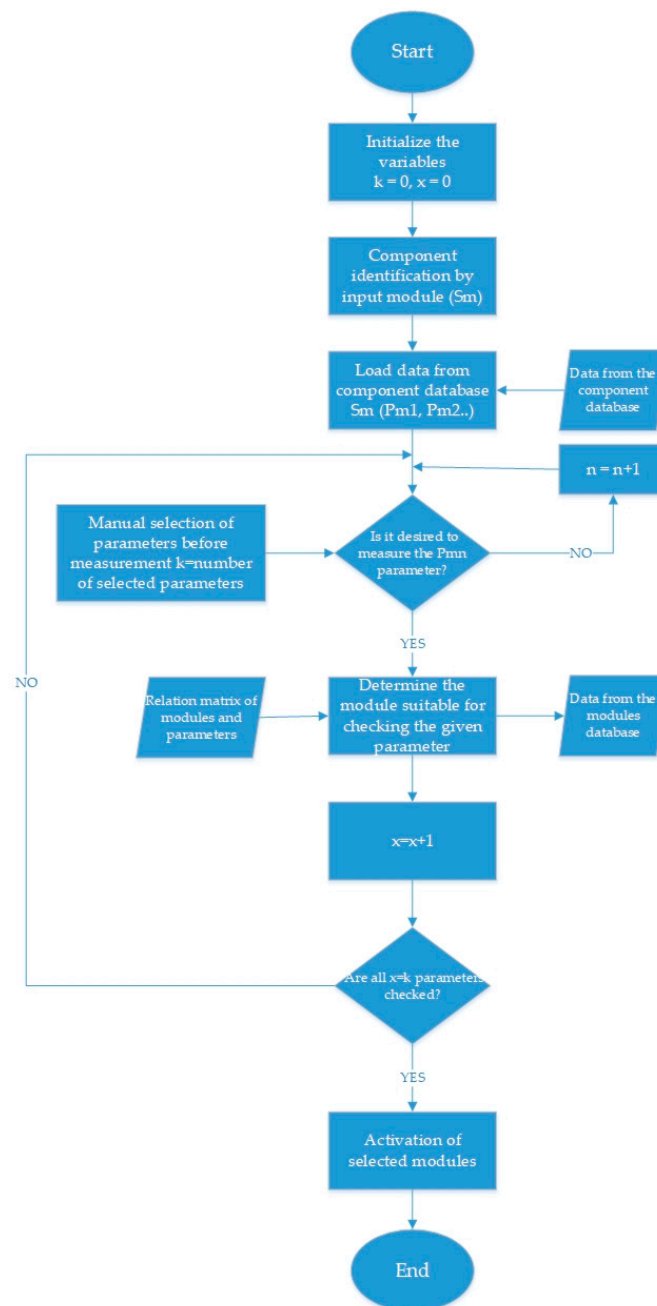 Start
Initialize the
variables
k = 0, x = 0
Component
identification by
input module (Sm)
Load data from
component database
Sm (Pm1, Pm2..)
Data from the
component
database
n = n+1
Manual selection of
parameters before
measurement k=number
of selected parameters
Is it desired to
measure the Pmn
parameter?
NO
YES
NO
Relation matrix of
modules and
parameters
Determine the
module suitable for
checking the given
parameter
Data from the
modules
database
x=x+1
Are all x=k parameters
checked?
YES
Activation of
selected modules
End